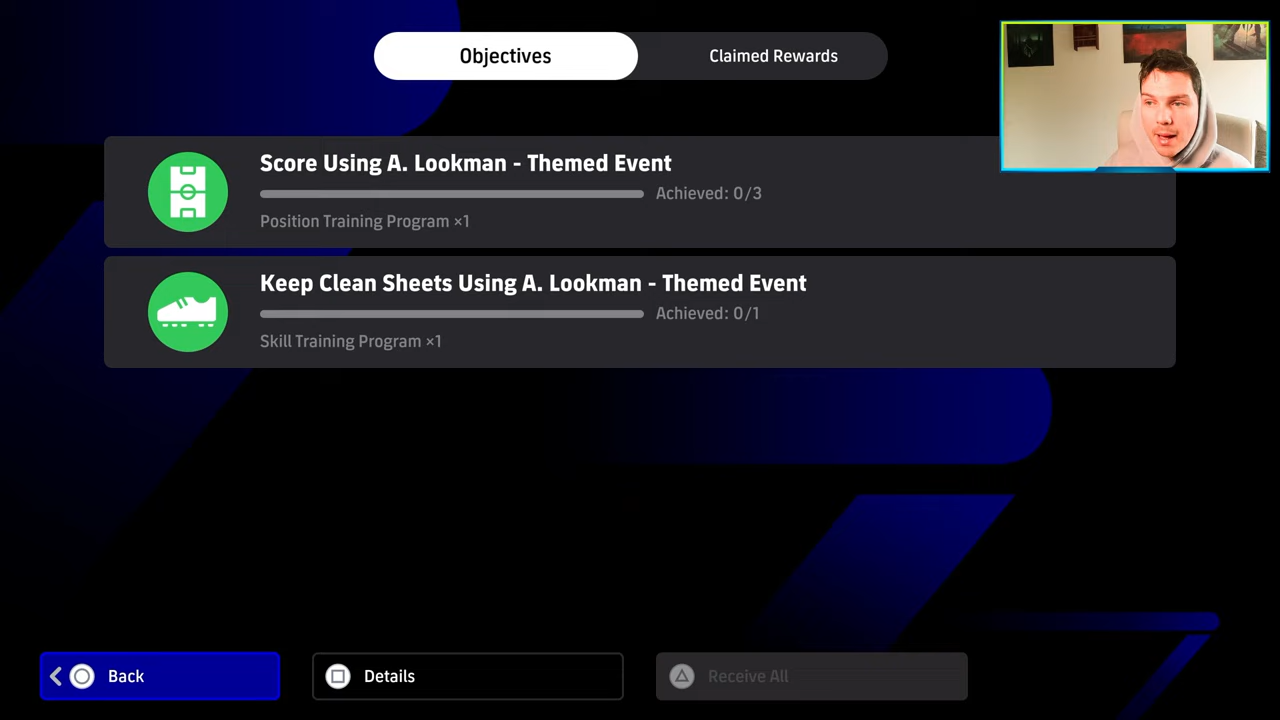 Objectives
Claimed Rewards
Score Using A. Lookman - Themed Event
Achieved: 0/3
Position Training Program ×1
Keep Clean Sheets Using A. Lookman - Themed Event
Achieved: 0/1
Skill Training Program ×1
Back
Details
Receive All